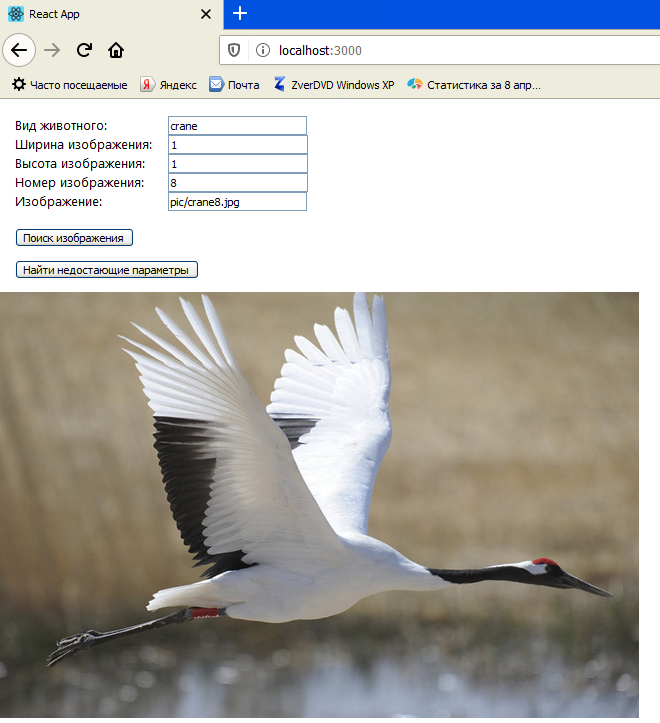 React App
localhost:3000
Часто посещаемые Яндекс Почта ZverDVD Windows XP Статистика за 8 апр...
Вид животного: crane
Ширина изображения: 1
Высота изображения: 1
Номер изображения: 8
Изображение: pic/crane8.jpg
Поиск изображения
Найти недостающие параметры